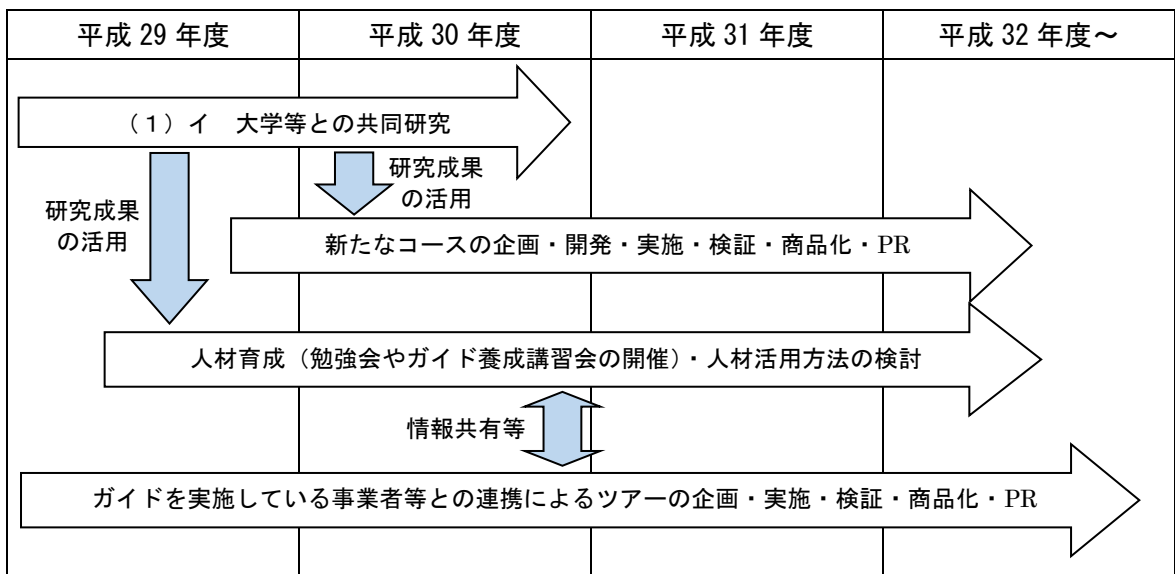 平成 29 年度
平成 30 年度
平成 31 年度
平成 32 年度～
（１）イ　大学等との共同研究
研究成果
の活用
研究成果
の活用
新たなコースの企画・開発・実施・検証・商品化・PR
人材育成（勉強会やガイド養成講習会の開催）・人材活用方法の検討
情報共有等
ガイドを実施している事業者等との連携によるツアーの企画・実施・検証・商品化・PR